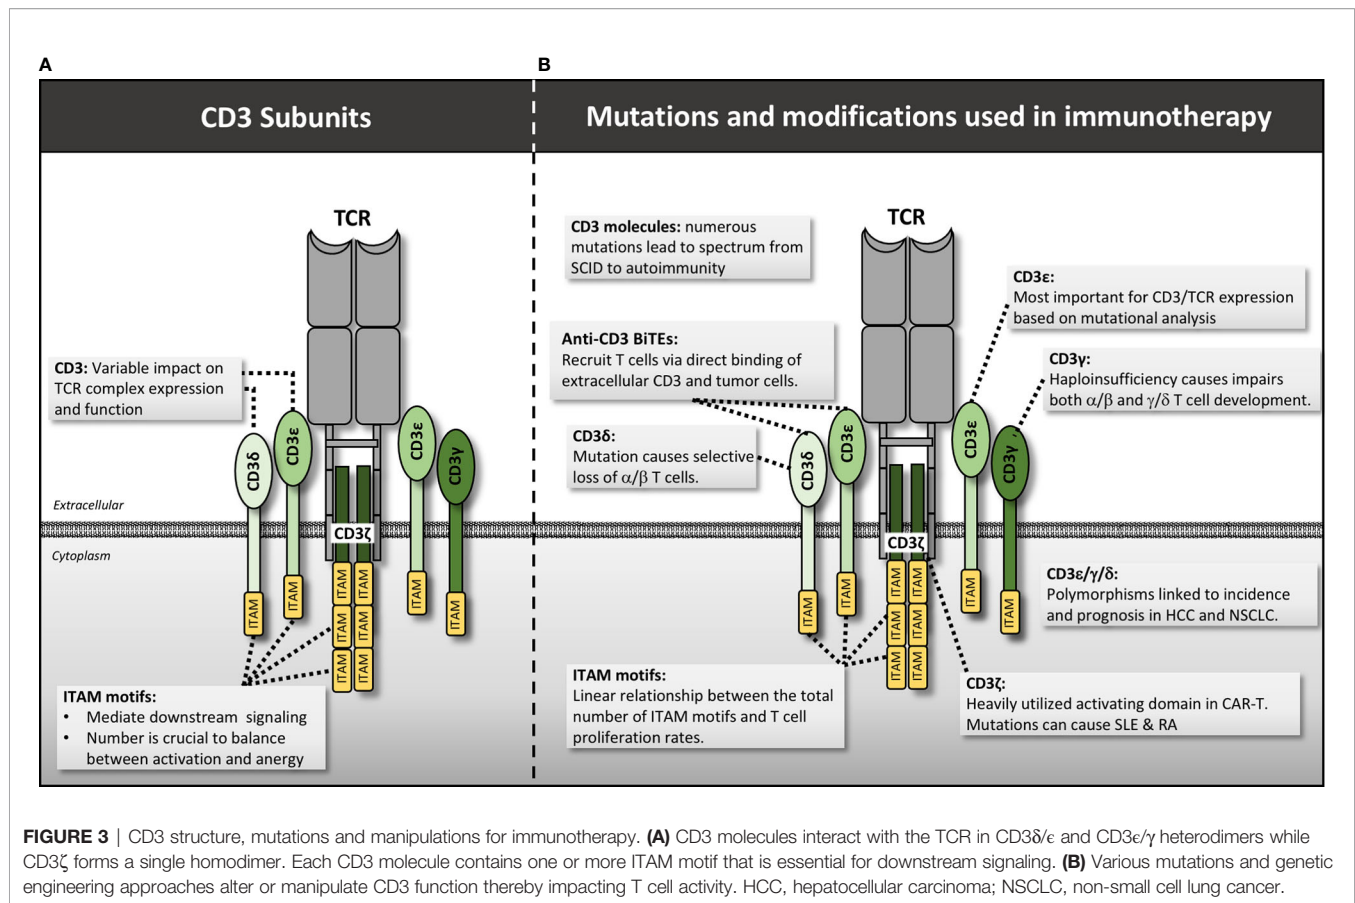 A
B
CD3 Subunits
Mutations and modifications used in immunotherapy
TCR
CD3: Variable impact on
TCR complex expression
and function
CD3δ
CD3ε
CD3ε
CD3γ
Extracellular
CD3ζ
Cytoplasm
ITAM
ITAM
ITAM
ITAM
ITAM
ITAM
ITAM
ITAM
ITAM
ITAM
ITAM motifs:
• Mediate downstream signaling
• Number is crucial to balance
between activation and anergy
TCR
CD3 molecules: numerous
mutations lead to spectrum from
SCID to autoimmunity
CD3ε:
Most important for CD3/TCR expression
based on mutational analysis
Anti-CD3 BiTEs:
Recruit T cells via direct binding of
extracellular CD3 and tumor cells.
CD3γ:
Haploinsufficiency causes impairs
both α/β and γ/δ T cell development.
CD3δ:
Mutation causes selective
loss of α/β T cells.
CD3δ
CD3ε
CD3ε
CD3γ
CD3ζ
ITAM
ITAM
ITAM
ITAM
ITAM
ITAM
ITAM
ITAM
ITAM
ITAM
CD3ε/γ/δ:
Polymorphisms linked to incidence
and prognosis in HCC and NSCLC.
ITAM motifs:
Linear relationship between the total
number of ITAM motifs and T cell
proliferation rates.
CD3ζ:
Heavily utilized activating domain in CAR-T.
Mutations can cause SLE & RA
FIGURE 3 | CD3 structure, mutations and manipulations for immunotherapy. (A) CD3 molecules interact with the TCR in CD3δ/ϵ and CD3ϵ/γ heterodimers while
CD3ζ forms a single homodimer. Each CD3 molecule contains one or more ITAM motif that is essential for downstream signaling. (B) Various mutations and genetic
engineering approaches alter or manipulate CD3 function thereby impacting T cell activity. HCC, hepatocellular carcinoma; NSCLC, non-small cell lung cancer.